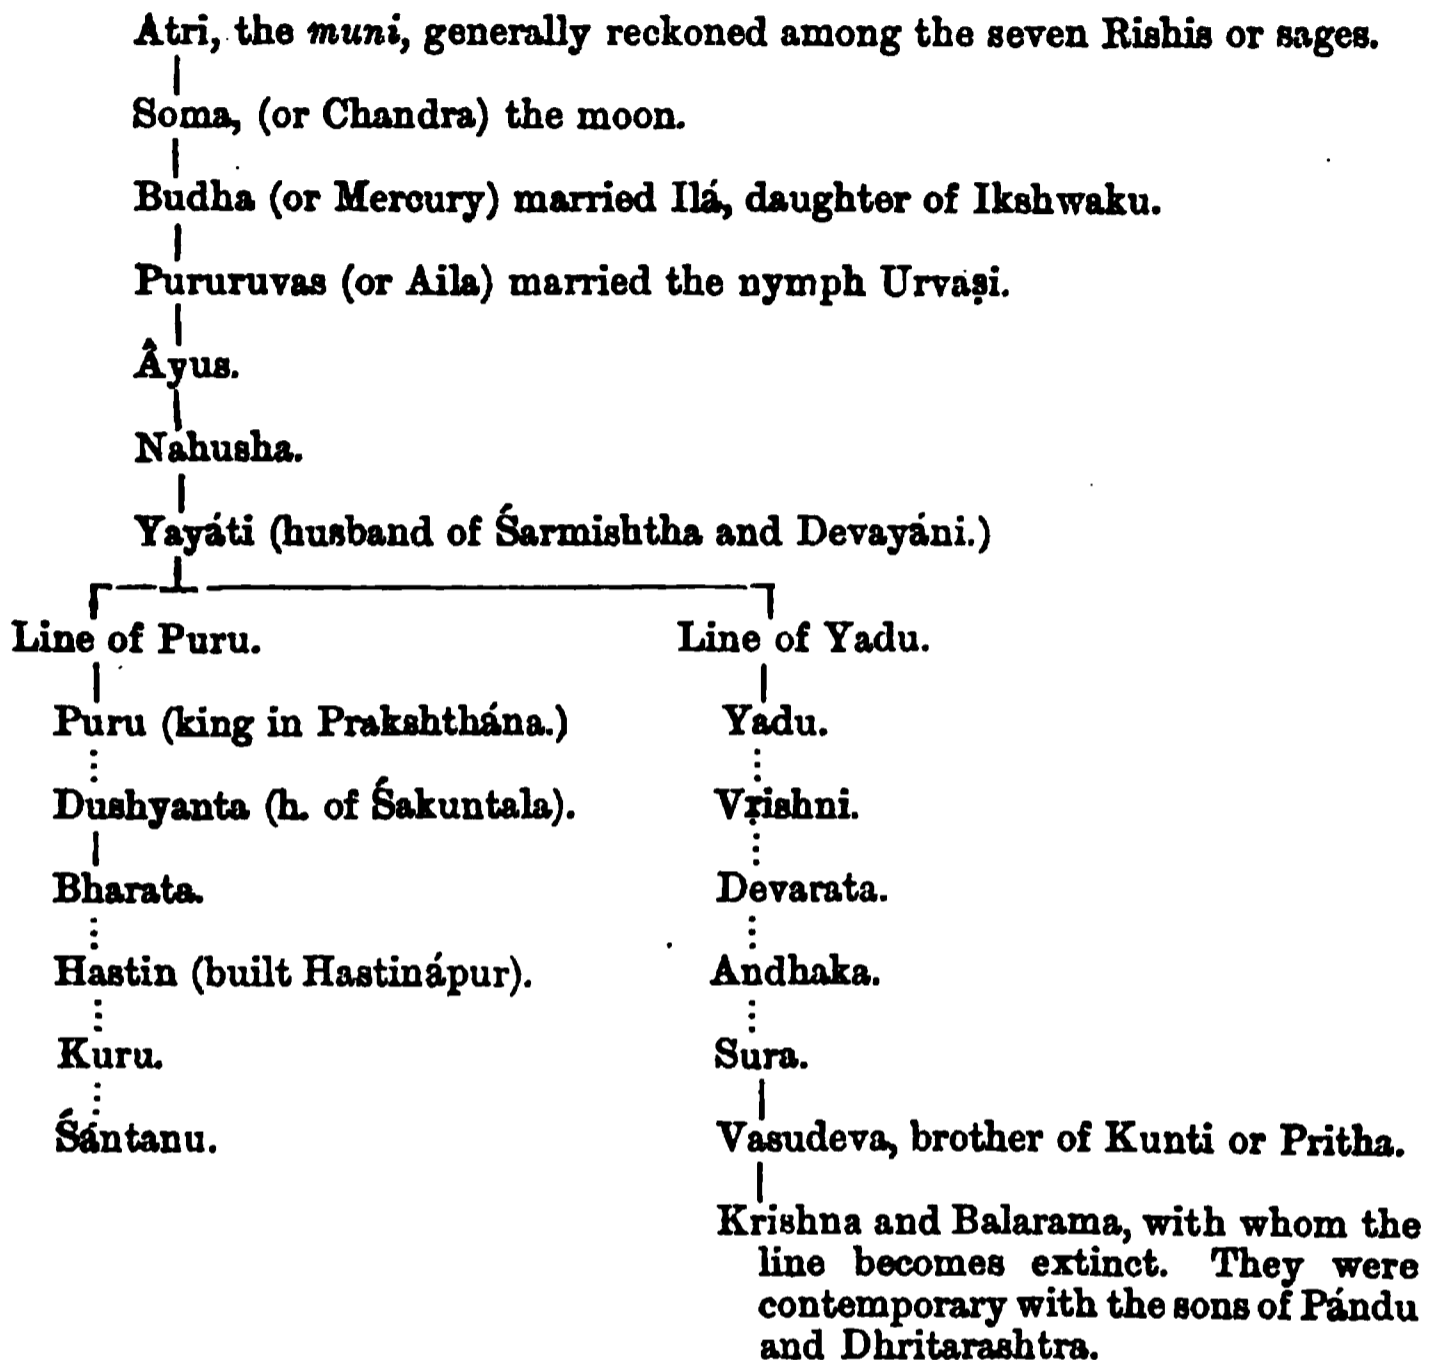 Atri, the muni, generally reckoned among the seven Rishis or sages.
Soma, (or Chandra) the moon.
Budha (or Mercury) married Ilá, daughter of Ikshwaku.
Pururuvas (or Aila) married the nymph Urvaṣi.
Âyus.
Nahusha.
Yayáti (husband of Śarmishtha and Devayáni.)
Line of Puru.
Puru (king in Prakshthána.)
Dushyanta (h. of Śakuntala).
Bharata.
Hastin (built Hastinápur).
Kuru.
Śántanu.
Line of Yadu.
Yadu.
Vṛishni.
Devarata.
Andhaka.
Sura.
Vasudeva, brother of Kunti or Pritha.
Krishna and Balarama, with whom the
line becomes extinct. They were
contemporary with the sons of Pándu
and Dhritarashtra.